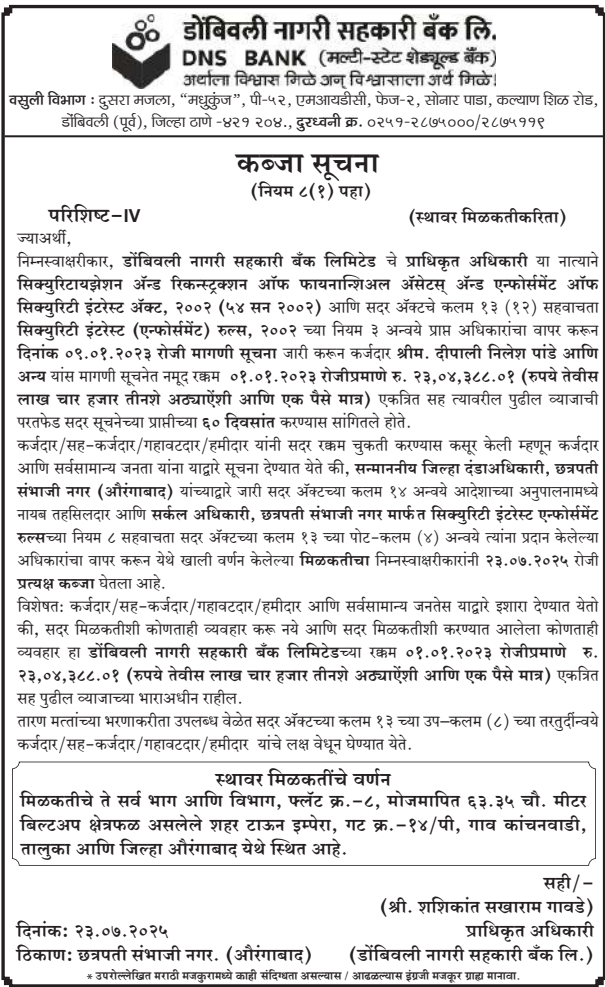 डोंबिवली नागरी सहकारी बँक लि.
DNS BANK (मल्टी-स्टेट शेड्यूल्ड बँक)
अर्थाला विश्वास मिळे अन् विश्वासाला अर्थ मिळे!
वसुली विभाग : दुसरा मजला, “मधुकुंज”, पी-५२, एमआयडीसी, फेज-२, सोनार पाडा, कल्याण शिळ रोड,
डोंबिवली (पूर्व), जिल्हा ठाणे -४२१ २०४., दुरध्वनी क्र. ०२५१-२८७५०००/२८७५११९
कब्जा सूचना
(नियम ८(१) पहा)
परिशिष्ट-IV (स्थावर मिळकतीकरिता)
ज्याअर्थी,
निम्नस्वाक्षरीकार, डोंबिवली नागरी सहकारी बँक लिमिटेड चे प्राधिकृत अधिकारी या नात्याने
सिक्युरिटायझेशन अ‍ॅन्ड रिकन्स्ट्रक्शन ऑफ फायनान्शिअल अ‍ॅसेटस् अ‍ॅन्ड एन्फोर्समेंट ऑफ
सिक्युरिटी इंटरेस्ट अ‍ॅक्ट, २००२ (५४ सन २००२) आणि सदर अ‍ॅक्टचे कलम १३ (१२) सहवाचता
सिक्युरिटी इंटरेस्ट (एन्फोर्समेंट) रुल्स, २००२ च्या नियम ३ अन्वये प्राप्त अधिकारांचा वापर करून
दिनांक ०९.०१.२०२३ रोजी मागणी सूचना जारी करून कर्जदार श्रीम. दीपाली निलेश पांडे आणि
अन्य यांस मागणी सूचनेत नमूद रक्कम ०१.०१.२०२३ रोजीप्रमाणे रु. २३,०४,३८८.०१ (रुपये तेवीस
लाख चार हजार तीनशे अठ्याऐंशी आणि एक पैसे मात्र) एकत्रित सह त्यावरील पुढील व्याजाची
परतफेड सदर सूचनेच्या प्राप्तीच्या ६० दिवसांत करण्यास सांगितले होते.
कर्जदार/सह-कर्जदार/गहावटदार/हमीदार यांनी सदर रक्कम चुकती करण्यास कसूर केली म्हणून कर्जदार
आणि सर्वसामान्य जनता यांना याद्वारे सूचना देण्यात येते की, सन्माननीय जिल्हा दंडाअधिकारी, छत्रपती
संभाजी नगर (औरंगाबाद) यांच्याद्वारे जारी सदर अ‍ॅक्टच्या कलम १४ अन्वये आदेशाच्या अनुपालनामध्ये
नायब तहसिलदार आणि सर्कल अधिकारी, छत्रपती संभाजी नगर मार्फत सिक्युरिटी इंटरेस्ट एन्फोर्समेंट
रुल्सच्या नियम ८ सहवाचता सदर अ‍ॅक्टच्या कलम १३ च्या पोट-कलम (४) अन्वये त्यांना प्रदान केलेल्या
अधिकारांचा वापर करून येथे खाली वर्णन केलेल्या मिळकतीचा निम्नस्वाक्षरीकारांनी २३.०७.२०२५ रोजी
प्रत्यक्ष कब्जा घेतला आहे.
विशेषत: कर्जदार/सह-कर्जदार/गहावटदार/हमीदार आणि सर्वसामान्य जनतेस याद्वारे इशारा देण्यात येतो
की, सदर मिळकतीशी कोणताही व्यवहार करू नये आणि सदर मिळकतीशी करण्यात आलेला कोणताही
व्यवहार हा डोंबिवली नागरी सहकारी बँक लिमिटेडच्या रक्कम ०१.०१.२०२३ रोजीप्रमाणे रु.
२३,०४,३८८.०१ (रुपये तेवीस लाख चार हजार तीनशे अठ्याऐंशी आणि एक पैसे मात्र) एकत्रित
सह पुढील व्याजाच्या भाराअधीन राहील.
तारण मत्तांच्या भरणाकरीता उपलब्ध वेळेत सदर अ‍ॅक्टच्या कलम १३ च्या उप-कलम (८) च्या तरतुदींन्वये
कर्जदार/सह-कर्जदार/गहावटदार/हमीदार यांचे लक्ष वेधून घेण्यात येते.
स्थावर मिळकतींचे वर्णन
मिळकतीचे ते सर्व भाग आणि विभाग, फ्लॅट क्र.-८, मोजमापित ६३.३५ चौ. मीटर
बिल्टअप क्षेत्रफळ असलेले शहर टाऊन इम्पेरा, गट क्र.-१४/पी, गाव कांचनवाडी,
तालुका आणि जिल्हा औरंगाबाद येथे स्थित आहे.
सही/-
(श्री. शशिकांत सखाराम गावडे)
दिनांक: २३.०७.२०२५ प्राधिकृत अधिकारी
ठिकाण: छत्रपती संभाजी नगर. (औरंगाबाद) (डोंबिवली नागरी सहकारी बँक लि.)
* उपरोल्लेखित मराठी मजकुरामध्ये काही संदिग्धता असल्यास / आढळल्यास इंग्रजी मजकूर ग्राह्य मानावा.